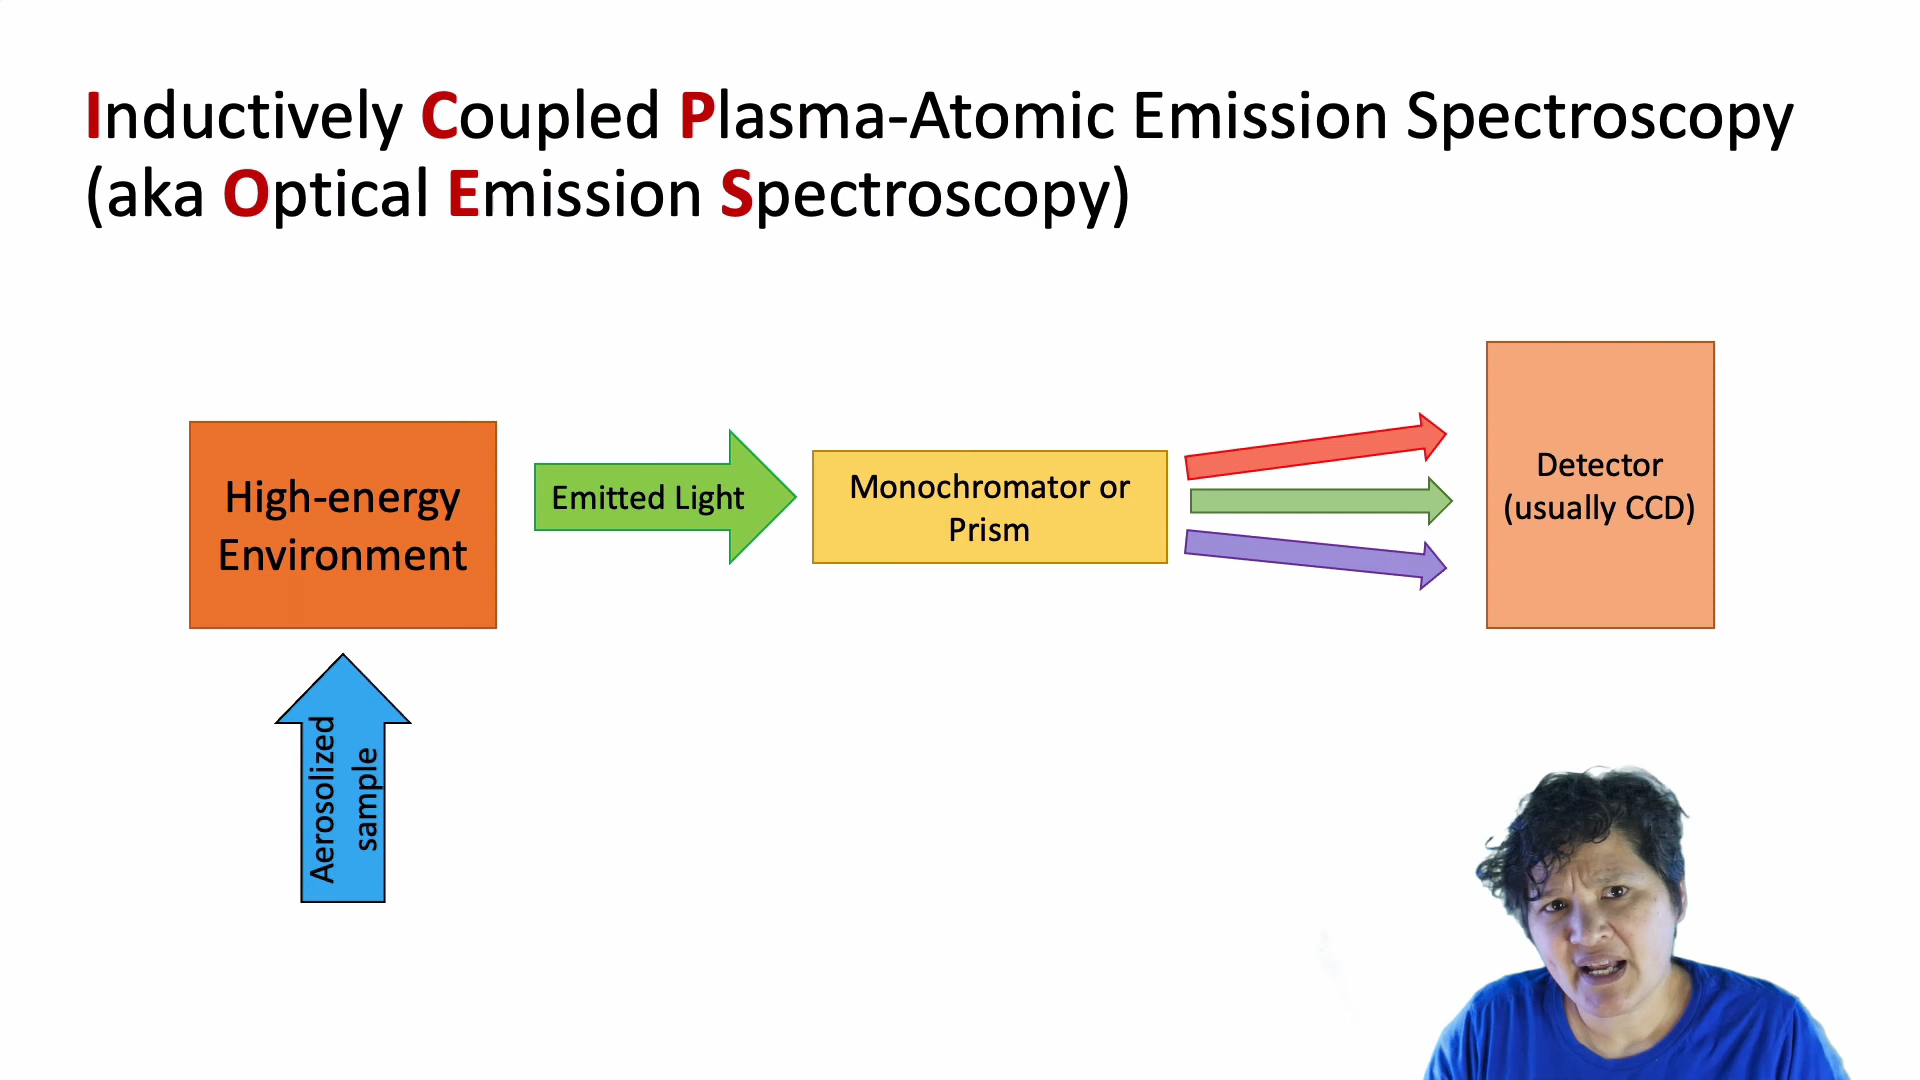 Inductively Coupled Plasma-Atomic Emission Spectroscopy
(aka Optical Emission Spectroscopy)
High-energy
Environment
Emitted Light
Monochromator or
Prism
Detector
(usually CCD)
Aerosolized
sample